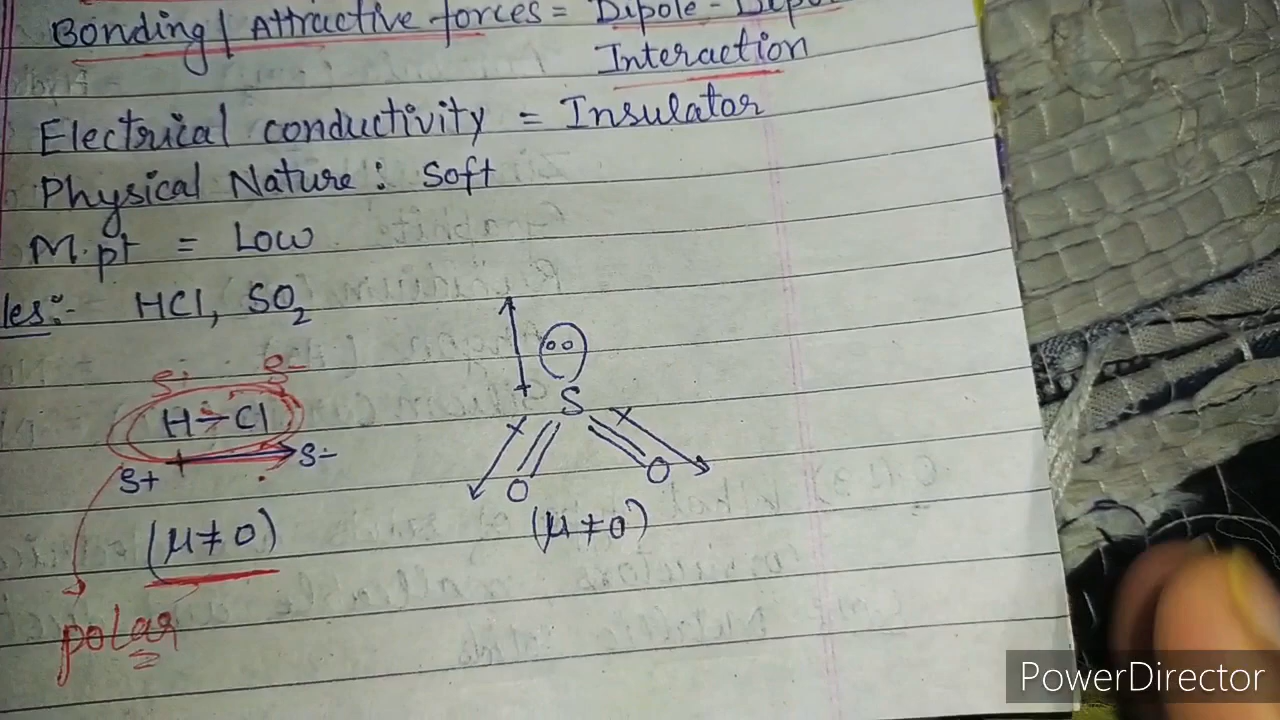 Bonding/ Attractive forces = Dipole-
Interaction
Electrical conductivity = Insulator
Physical Nature: Soft
M.pt = Low
les:- HCl, SO₂
δ+ δ-
H-Cl
δ+ δ-
(μ≠0)
polar
S
O O
(μ≠0)
PowerDirector